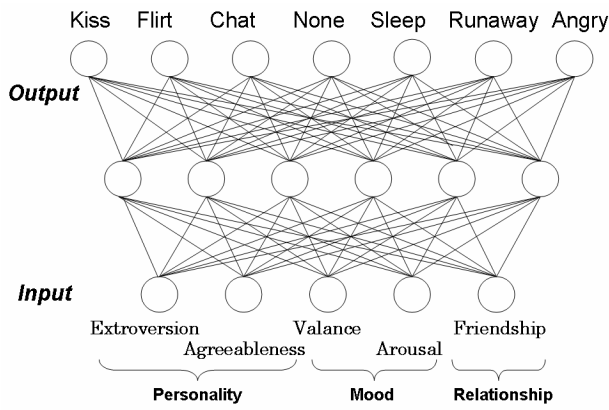 Kiss Flirt Chat None Sleep Runaway Angry
Output
Input
Extroversion Valance Friendship
Agreeableness Arousal
Personality Mood Relationship